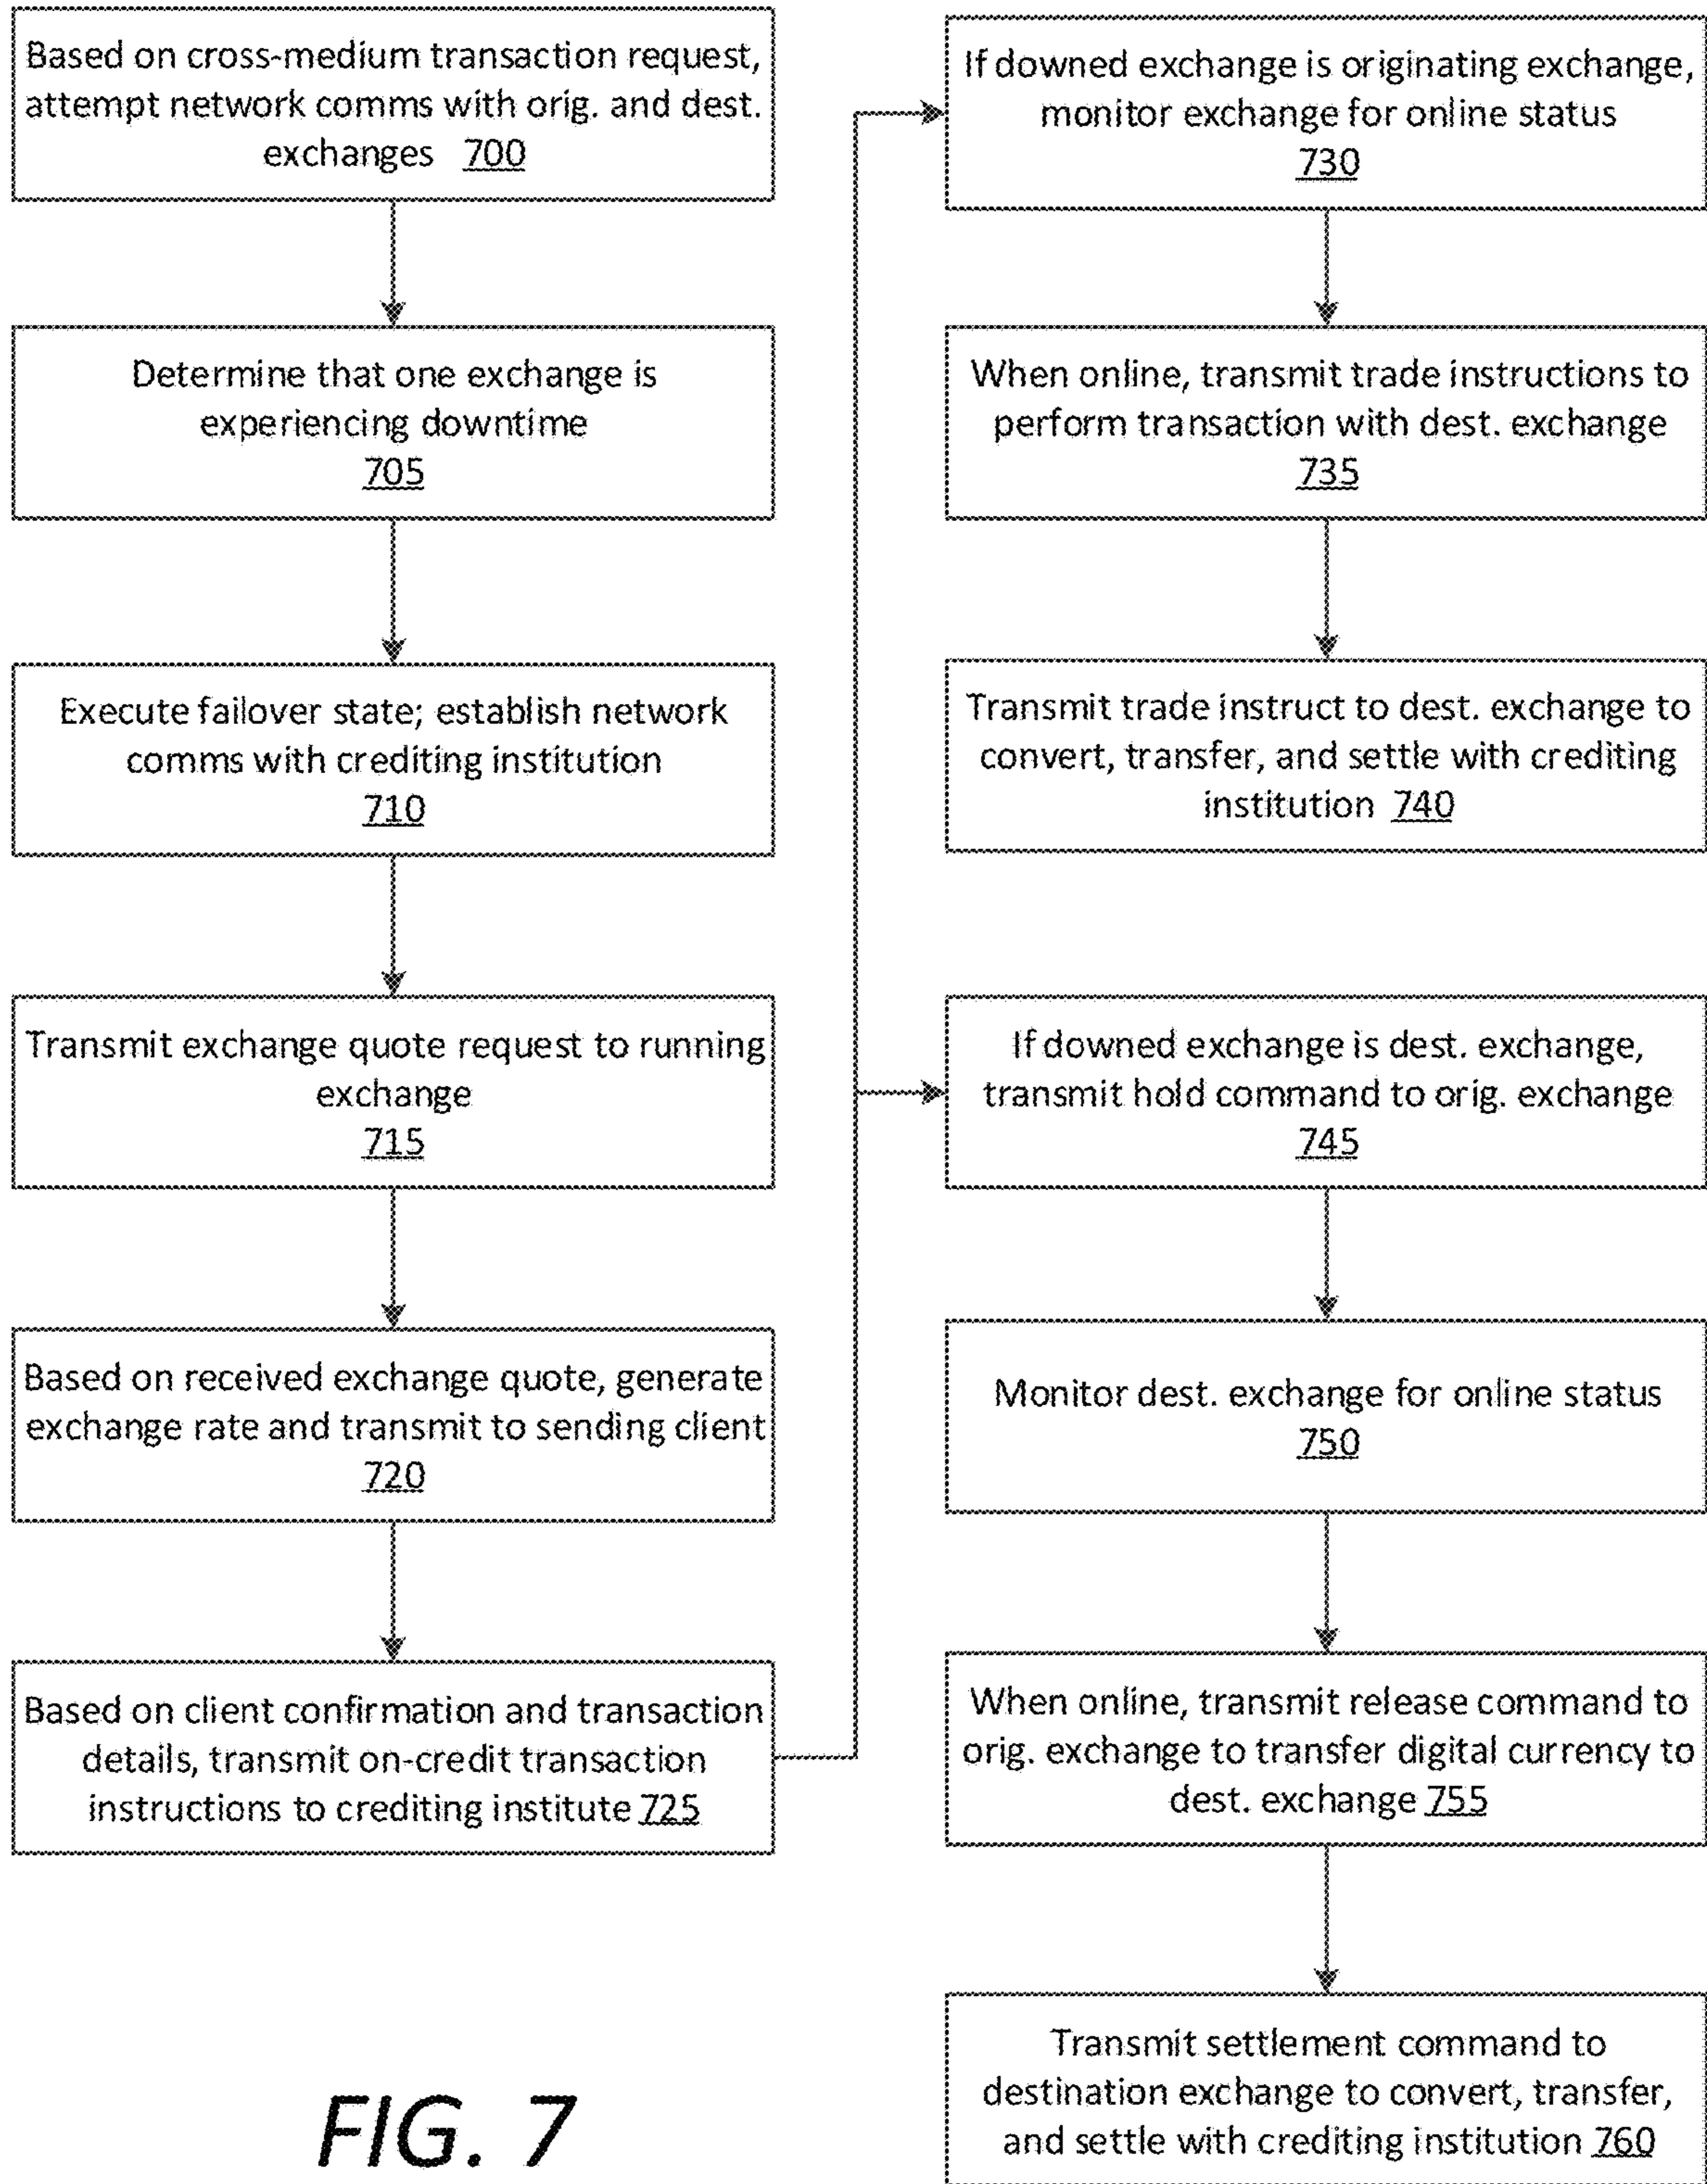 Based on cross-medium transaction request,
attempt network comms with orig. and dest.
exchanges 700
Determine that one exchange is
experiencing downtime
705
Execute failover state; establish network
comms with crediting institution
710
Transmit exchange quote request to running
exchange
715
Based on received exchange quote, generate
exchange rate and transmit to sending client
720
Based on client confirmation and transaction
details, transmit on-credit transaction
instructions to crediting institute 725
If downed exchange is originating exchange,
monitor exchange for online status
730
When online, transmit trade instructions to
perform transaction with dest. exchange
735
Transmit trade instruct to dest. exchange to
convert, transfer, and settle with crediting
institution 740
If downed exchange is dest. exchange,
transmit hold command to orig. exchange
745
Monitor dest. exchange for online status
750
When online, transmit release command to
orig. exchange to transfer digital currency to
dest. exchange 755
Transmit settlement command to
destination exchange to convert, transfer,
and settle with crediting institution 760
FIG. 7